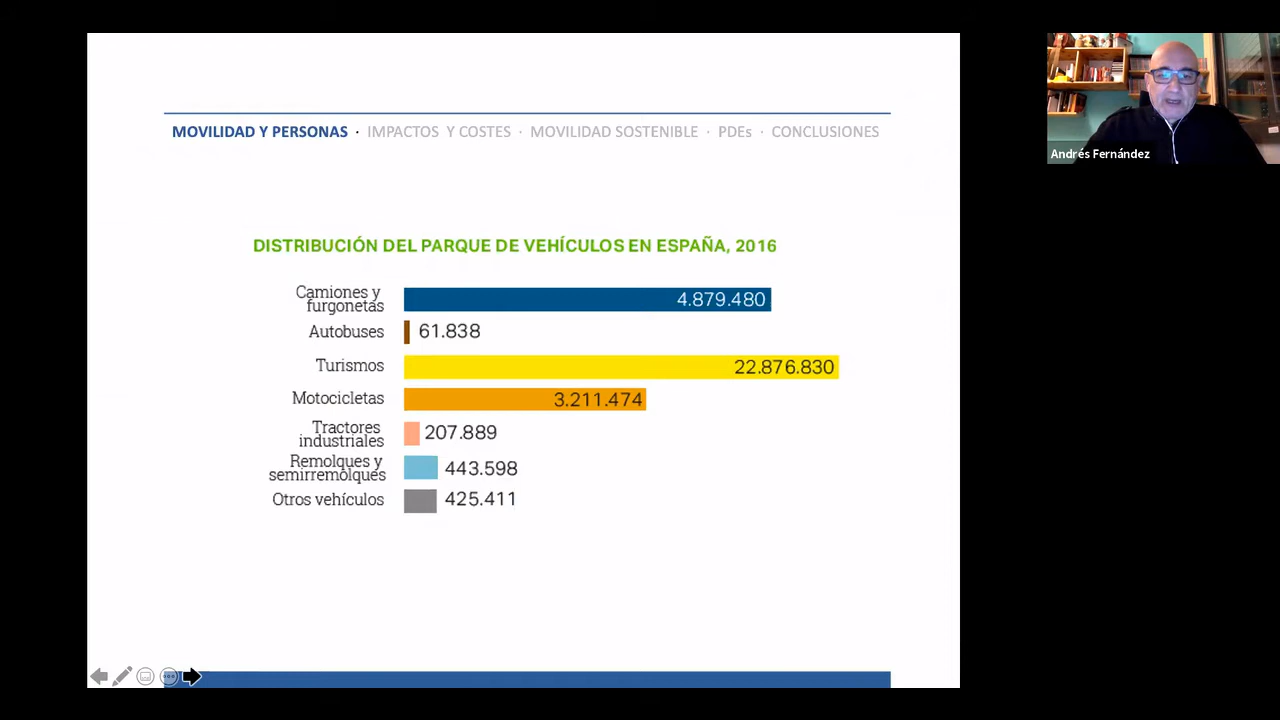 MOVILIDAD Y PERSONAS · IMPACTOS Y COSTES · MOVILIDAD SOSTENIBLE · PDEs · CONCLUSIONES
DISTRIBUCIÓN DEL PARQUE DE VEHÍCULOS EN ESPAÑA, 2016
Camiones y
furgonetas
4.879.480
Autobuses
61.838
Turismos
22.876.830
Motocicletas
3.211.474
Tractores
industriales
207.889
Remolques y
semirremolques
443.598
Otros vehículos
425.411
Andrés Fernández